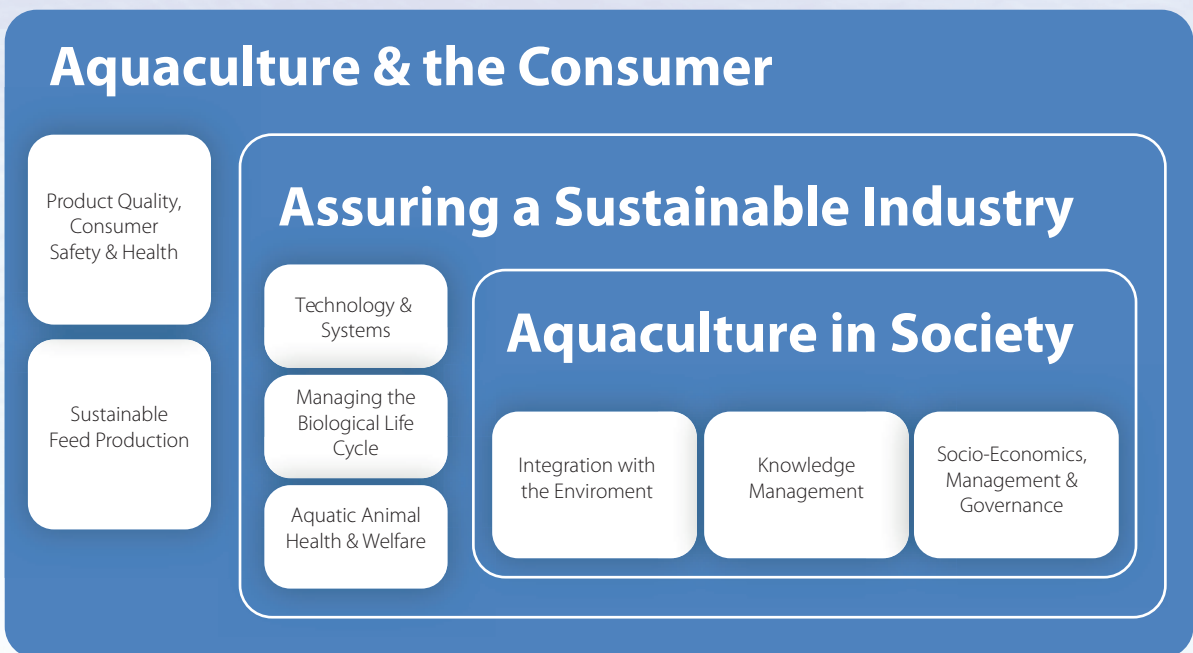 Aquaculture & the Consumer
Product Quality,
Consumer
Safety & Health
Sustainable
Feed Production
Assuring a Sustainable Industry
Technology &
Systems
Managing the
Biological Life
Cycle
Aquatic Animal
Health & Welfare
Aquaculture in Society
Integration with
the Enviroment
Knowledge
Management
Socio-Economics,
Management &
Governance